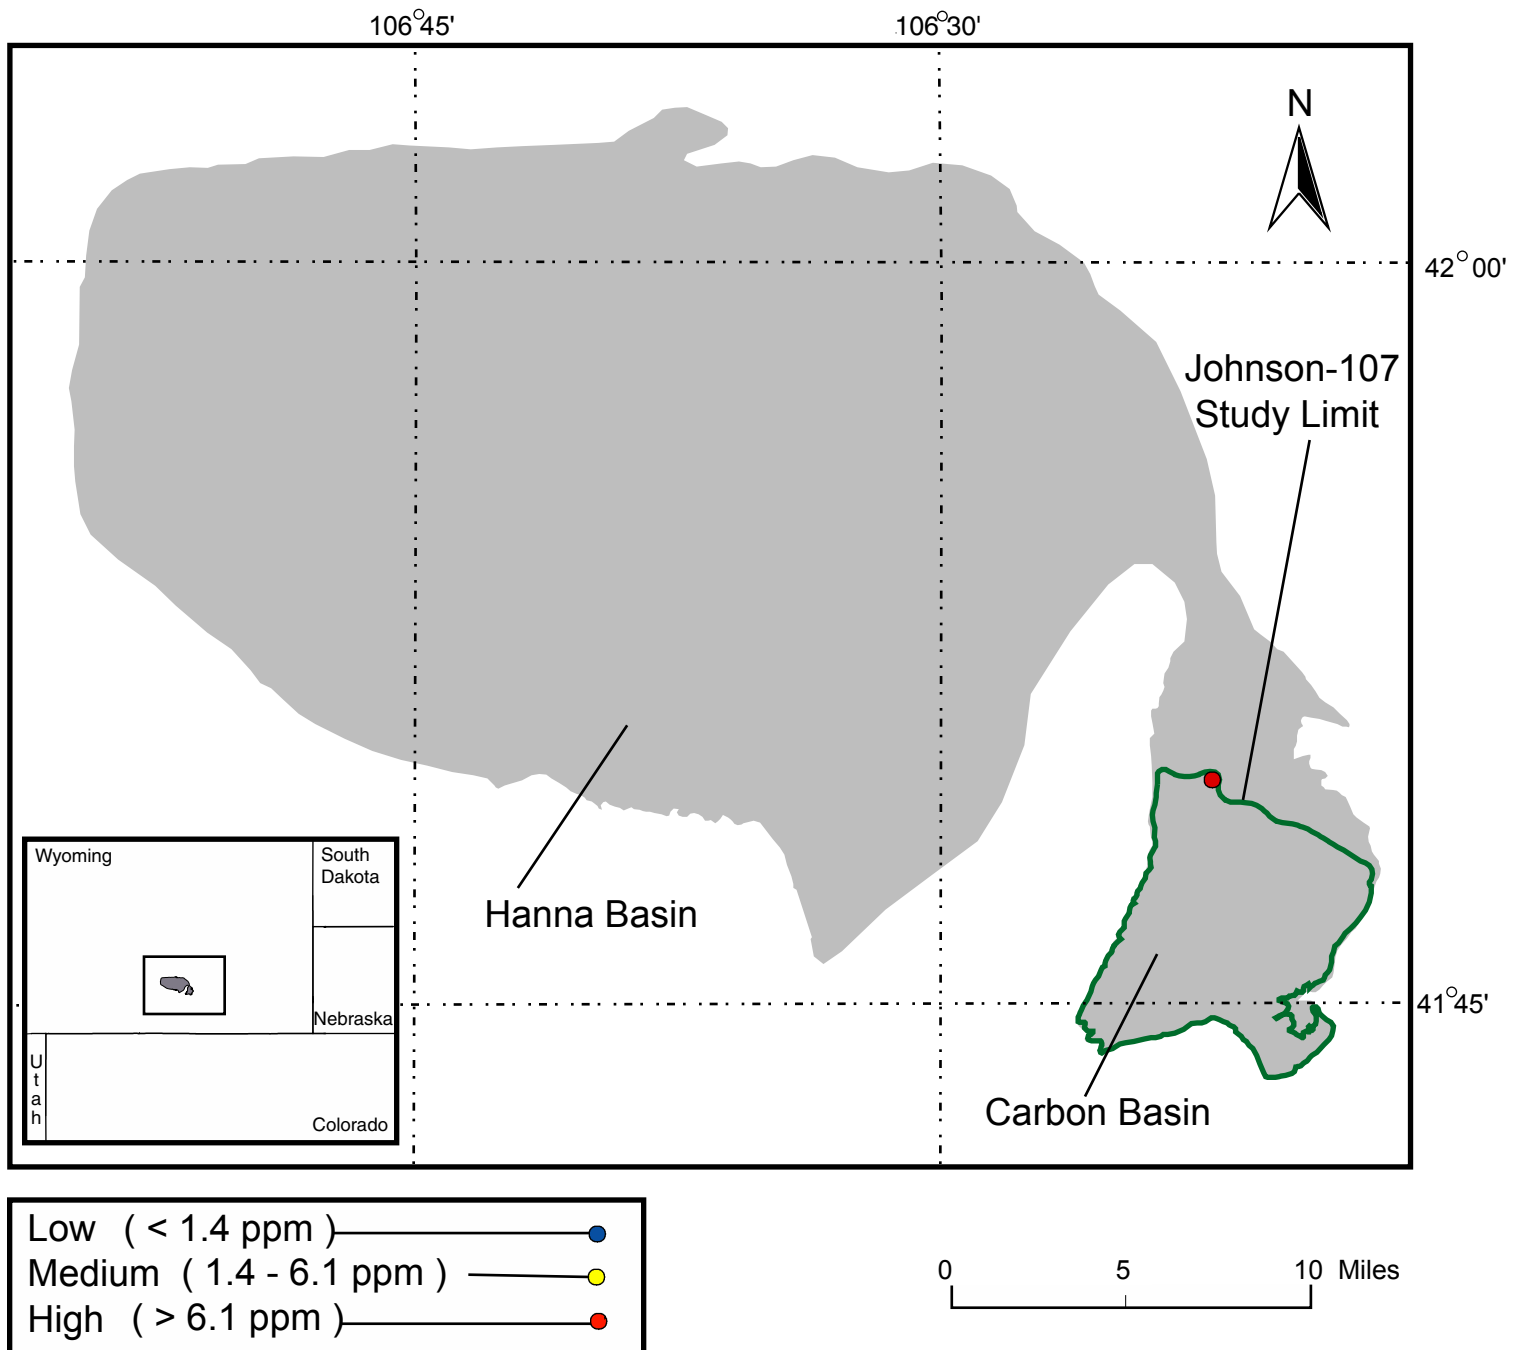 106°45'
106°30'
N
42°00'
Johnson-107
Study Limit
Hanna Basin
41°45'
Carbon Basin
Wyoming
South
Dakota
Nebraska
Utah
Colorado
Low ( < 1.4 ppm )
Medium ( 1.4 - 6.1 ppm )
High ( > 6.1 ppm )
0 5 10 Miles